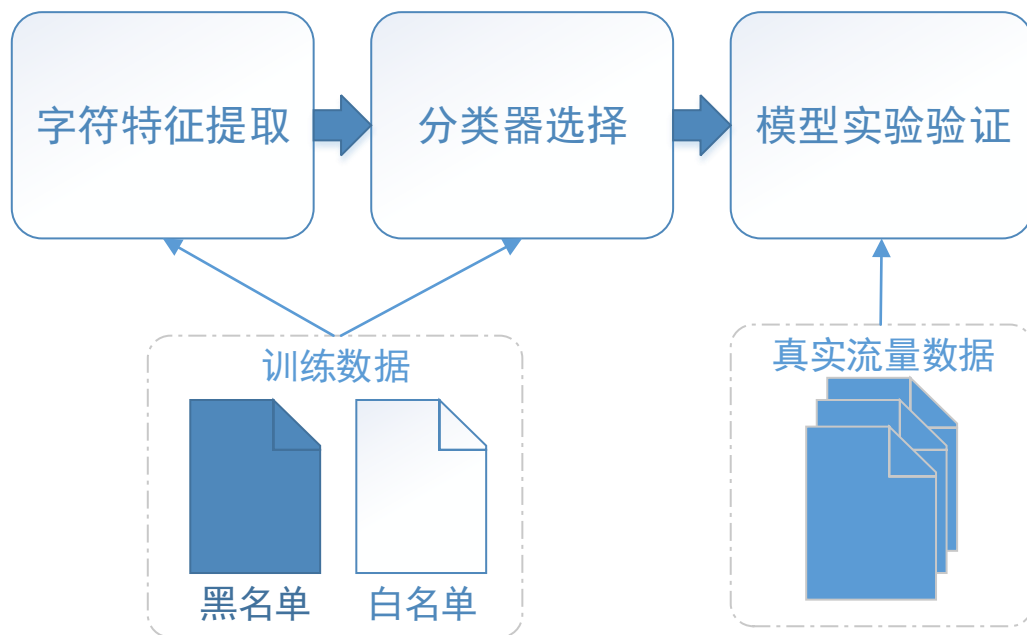 字符特征提取
分类器选择
模型实验验证
训练数据
真实流量数据
黑名单
白名单